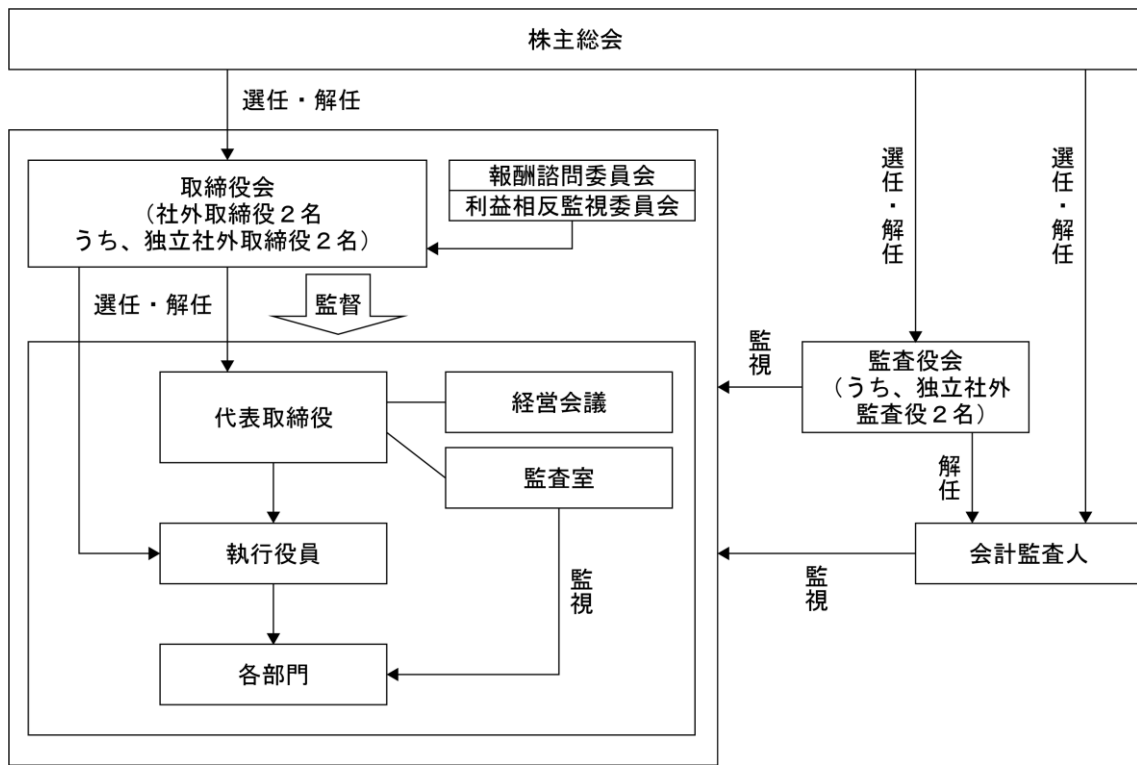 株主総会
選任・解任
取締役会
（社外取締役２名
うち、独立社外取締役２名）
報酬諮問委員会
利益相反監視委員会
選任・解任
監督
代表取締役
経営会議
監査室
執行役員
監視
各部門
選任・解任
選任・解任
監視
監査役会
（うち、独立社外
監査役２名）
解任
会計監査人
監視